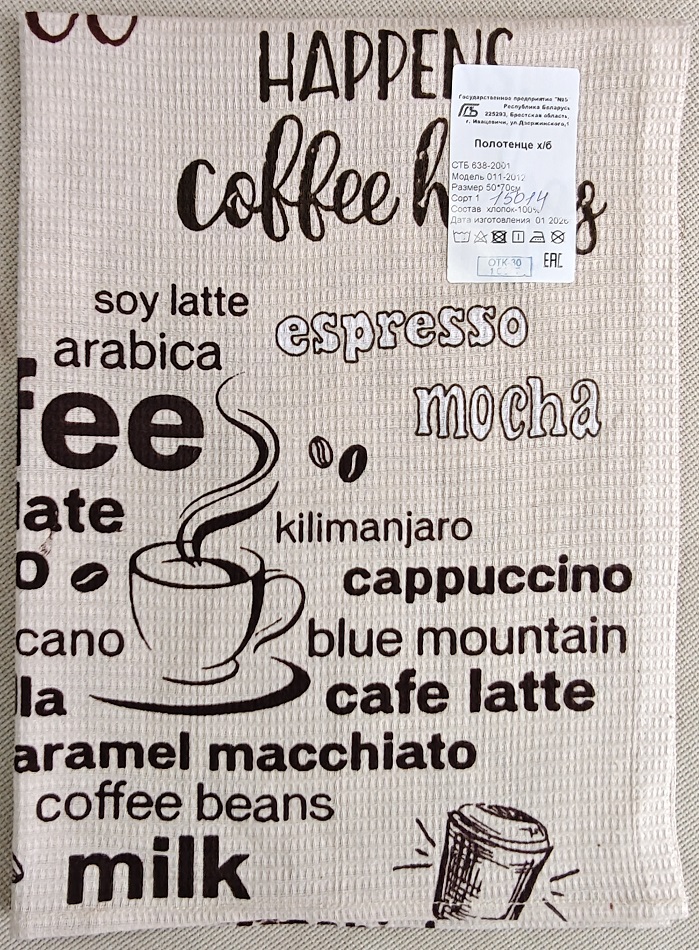 HAPPENS
coffee
Государственное предприятие "№5
Республика Беларусь
225293, Брестская область,
г. Ивацевичи, ул.Дзержинского,1
Полотенце х/б
СТБ 638-2001
Модель 011-2012
Размер 50*70см
Сорт 1 15014
Состав хлопок-100%
Дата изготовления 01 2026
EAC
ОТК-30
soy latte
espresso
arabica
mocha
fee
late
kilimanjaro
o
cappuccino
cano
blue mountain
la
cafe latte
aramel macchiato
coffee beans
milk